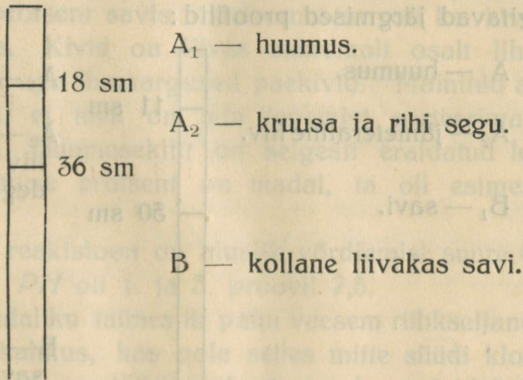 A₁ — huumus.
18 sm
A₂ — kruusa ja rihi segu.
36 sm
B — kollane liivakas savi.